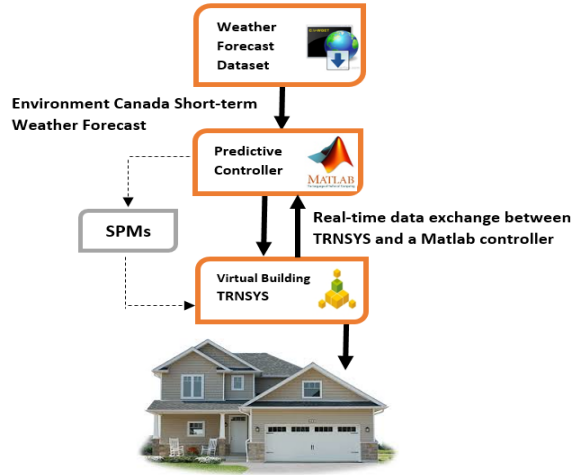 Weather
Forecast
Dataset
Environment Canada Short-term
Weather Forecast
Predictive
Controller
MATLAB
SPMs
Real-time data exchange between
TRNSYS and a Matlab controller
Virtual Building
TRNSYS